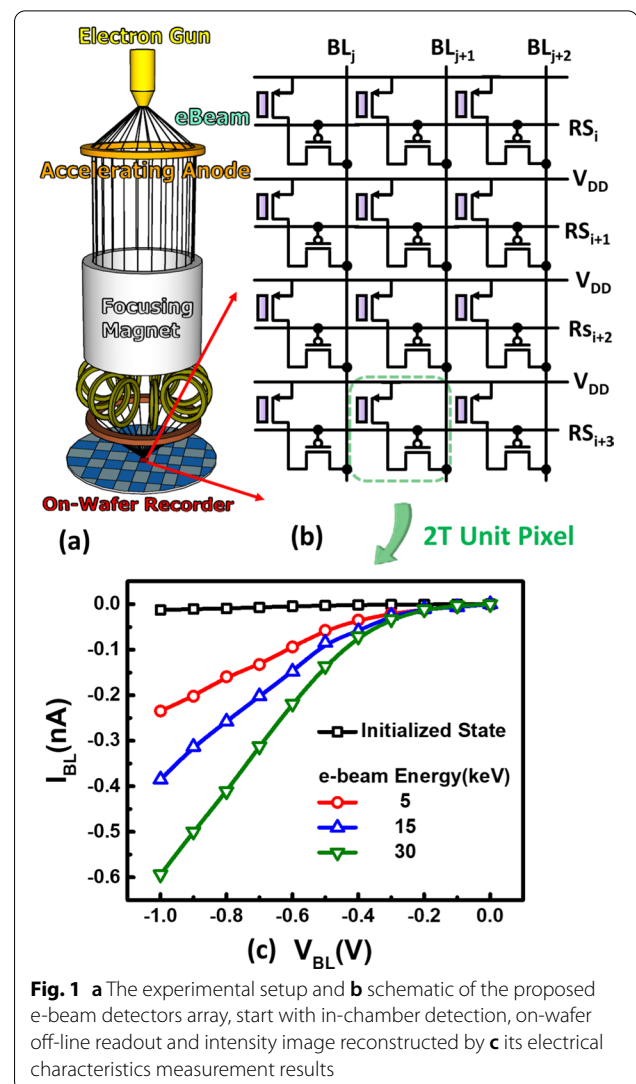 Electron Gun
eBeam
Accelerating Anode
Focusing
Magnet
On-Wafer Recorder
(a)
BLj BLj+1 BLj+2
RSi
VDD
RSi+1
VDD
Rsi+2
VDD
RSi+3
(b)
2T Unit Pixel
0.0
-0.1
-0.2
-0.3
-0.4
-0.5
-0.6
IBL(nA)
Initialized State
e-beam Energy(keV)
5
15
30
-1.0 -0.8 -0.6 -0.4 -0.2 0.0
(c) VBL(V)
Fig. 1 a The experimental setup and b schematic of the proposed
e-beam detectors array, start with in-chamber detection, on-wafer
off-line readout and intensity image reconstructed by c its electrical
characteristics measurement results